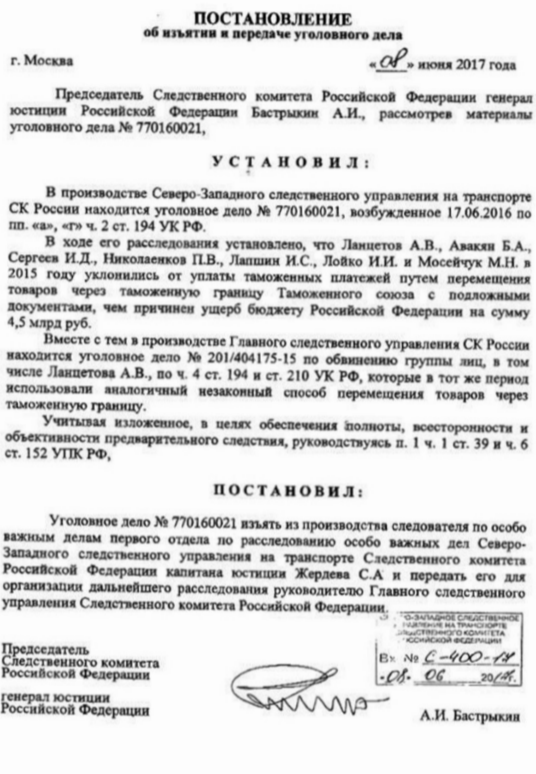 ПОСТАНОВЛЕНИЕ
об изъятии и передаче уголовного дела
г. Москва «08» июня 2017 года
Председатель Следственного комитета Российской Федерации генерал
юстиции Российской Федерации Бастрыкин А.И., рассмотрев материалы
уголовного дела № 770160021,
УСТАНОВИЛ:
В производстве Северо-Западного следственного управления на транспорте
СК России находится уголовное дело № 770160021, возбужденное 17.06.2016 по
пп. «а», «г» ч. 2 ст. 194 УК РФ.
В ходе его расследования установлено, что Ланцетов А.В., Авакян Б.А.,
Сергеев И.Д., Николаенков П.В., Лапшин И.С., Лойко И.И. и Мосейчук М.Н. в
2015 году уклонились от уплаты таможенных платежей путем перемещения
товаров через таможенную границу Таможенного союза с подложными
документами, чем причинен ущерб бюджету Российской Федерации на сумму
4,5 млрд руб.
Вместе с тем в производстве Главного следственного управления СК России
находится уголовное дело № 201/404175-15 по обвинению группы лиц, в том
числе Ланцетова А.В., по ч. 4 ст. 194 и ст. 210 УК РФ, которые в тот же период
использовали аналогичный незаконный способ перемещения товаров через
таможенную границу.
Учитывая изложенное, в целях обеспечения полноты, всесторонности и
объективности предварительного следствия, руководствуясь п. 1 ч. 1 ст. 39 и ч. 6
ст. 152 УПК РФ,
ПОСТАНОВИЛ:
Уголовное дело № 770160021 изъять из производства следователя по особо
важным делам первого отдела по расследованию особо важных дел Северо-
Западного следственного управления на транспорте Следственного комитета
Российской Федерации капитана юстиции Жердева С.А и передать его для
организации дальнейшего расследования руководителю Главного следственного
управления Следственного комитета Российской Федерации.
О-ЗАПАДНОЕ СЛЕДСТВЕННОЕ
РАВЛЕНИЕ НА ТРАНСПОРТЕ
ЛЕДСТВЕННОГО КОМИТЕТА
ОССИЙСКОЙ ФЕДЕРАЦИИ
Вх № С-400-17
«08» 06 2017г.
Председатель
Следственного комитета
Российской Федерации
генерал юстиции
Российской Федерации
А.И. Бастрыкин